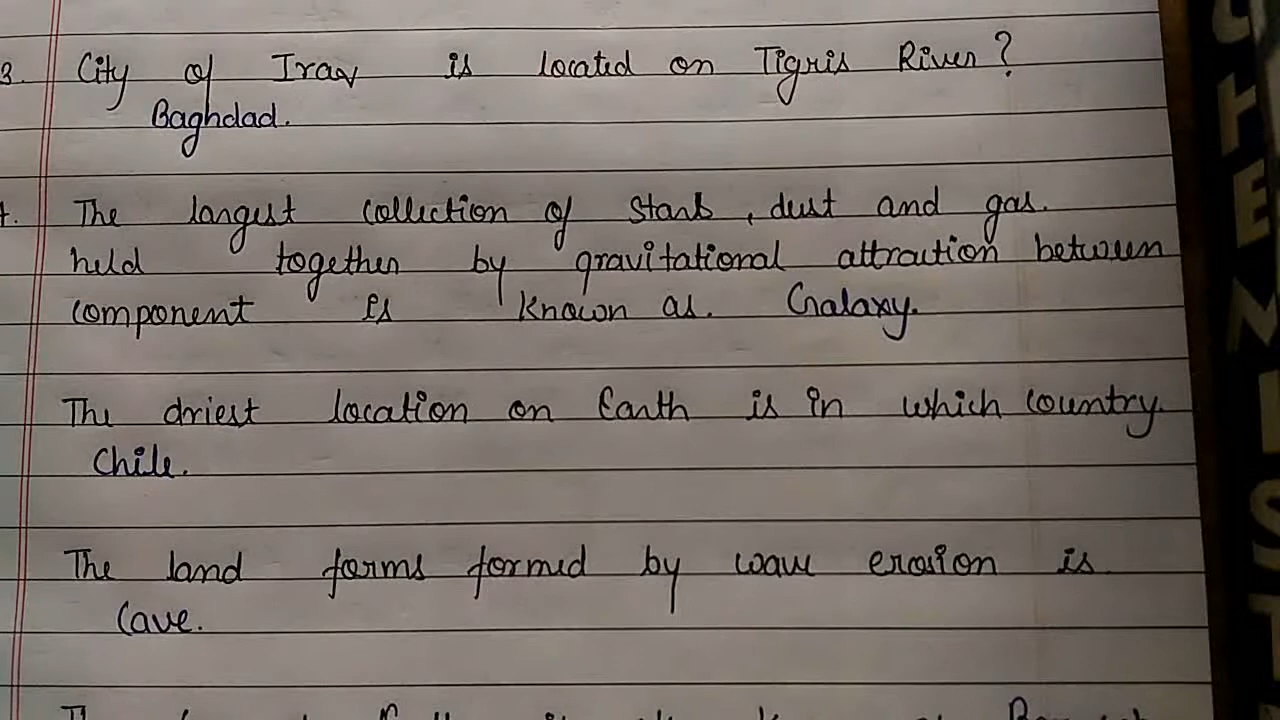 3. City of Iraq is located on Tigris River?
Baghdad.
The largest collection of stars, dust and gas.
held together by gravitational attraction between
component is known as. Galaxy.
The driest location on Earth is in which country.
Chile.
The land forms formed by wave erosion is
Cave.